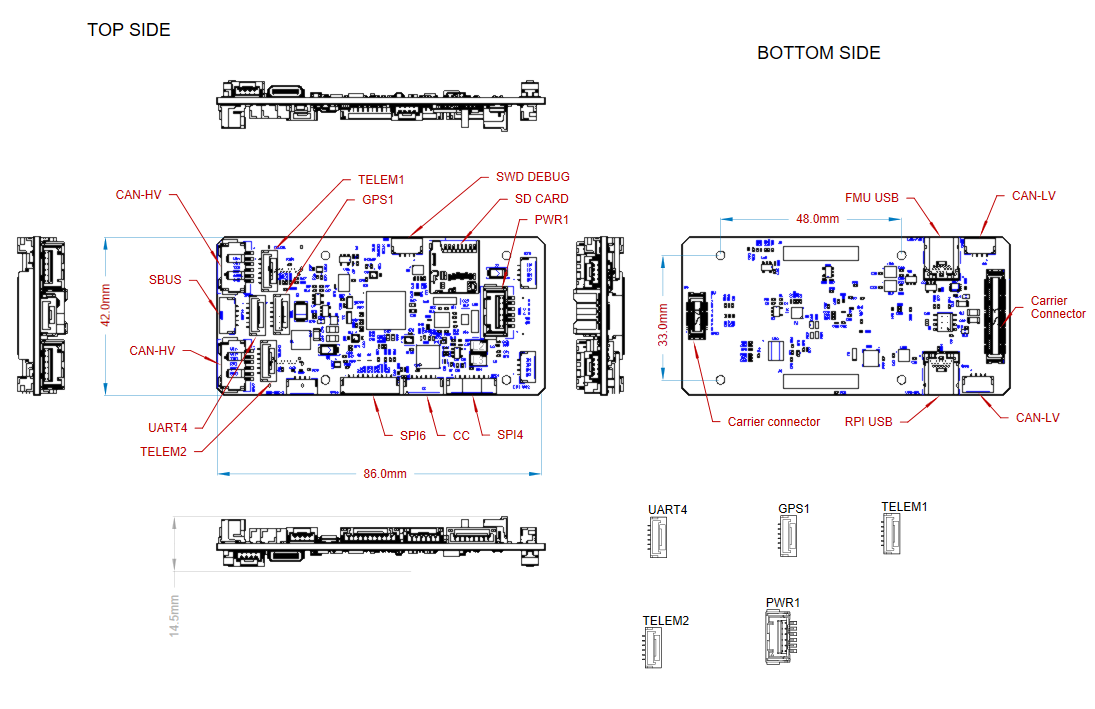 TOP SIDE
BOTTOM SIDE
TELEM1
GPS1
CAN-HV
SBUS
CAN-HV
UART4
TELEM2
SWD DEBUG
SD CARD
PWR1
SPI6
CC
SPI4
42.0mm
86.0mm
14.5mm
48.0mm
33.0mm
FMU USB
CAN-LV
Carrier
Connector
Carrier connector
RPI USB
CAN-LV
UART4
GPS1
TELEM1
TELEM2
PWR1